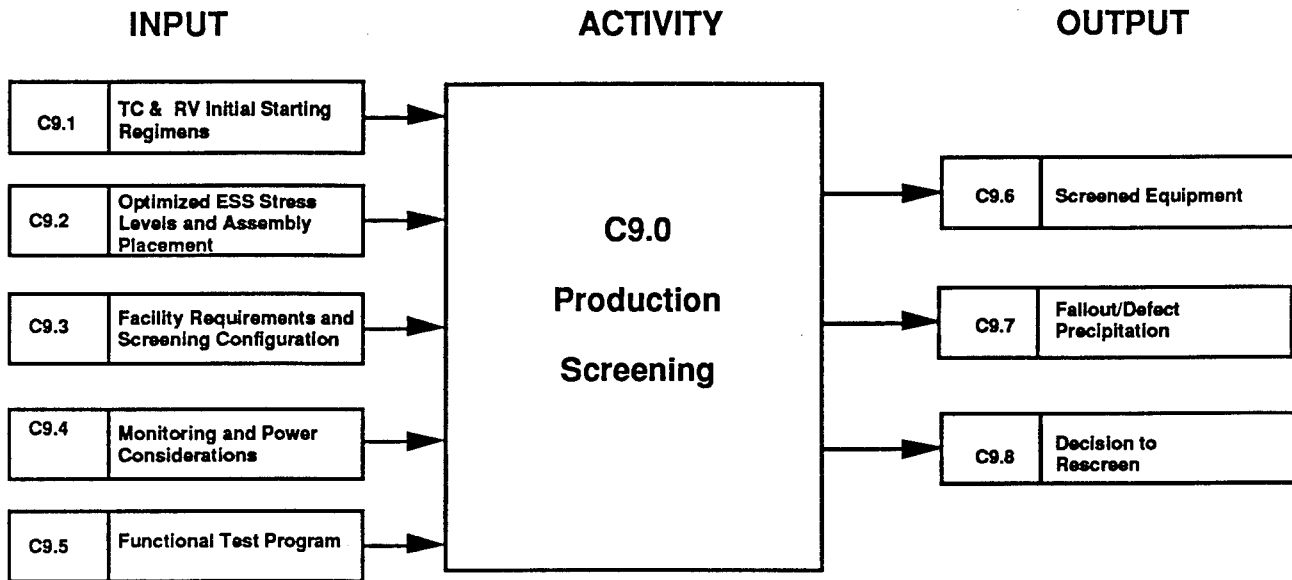 INPUT
ACTIVITY
OUTPUT
C9.1
TC & RV Initial Starting
Regimens
C9.2
Optimized ESS Stress
Levels and Assembly
Placement
C9.3
Facility Requirements and
Screening Configuration
C9.4
Monitoring and Power
Considerations
C9.5
Functional Test Program
C9.0
Production
Screening
C9.6
Screened Equipment
C9.7
Fallout/Defect
Precipitation
C9.8
Decision to
Rescreen